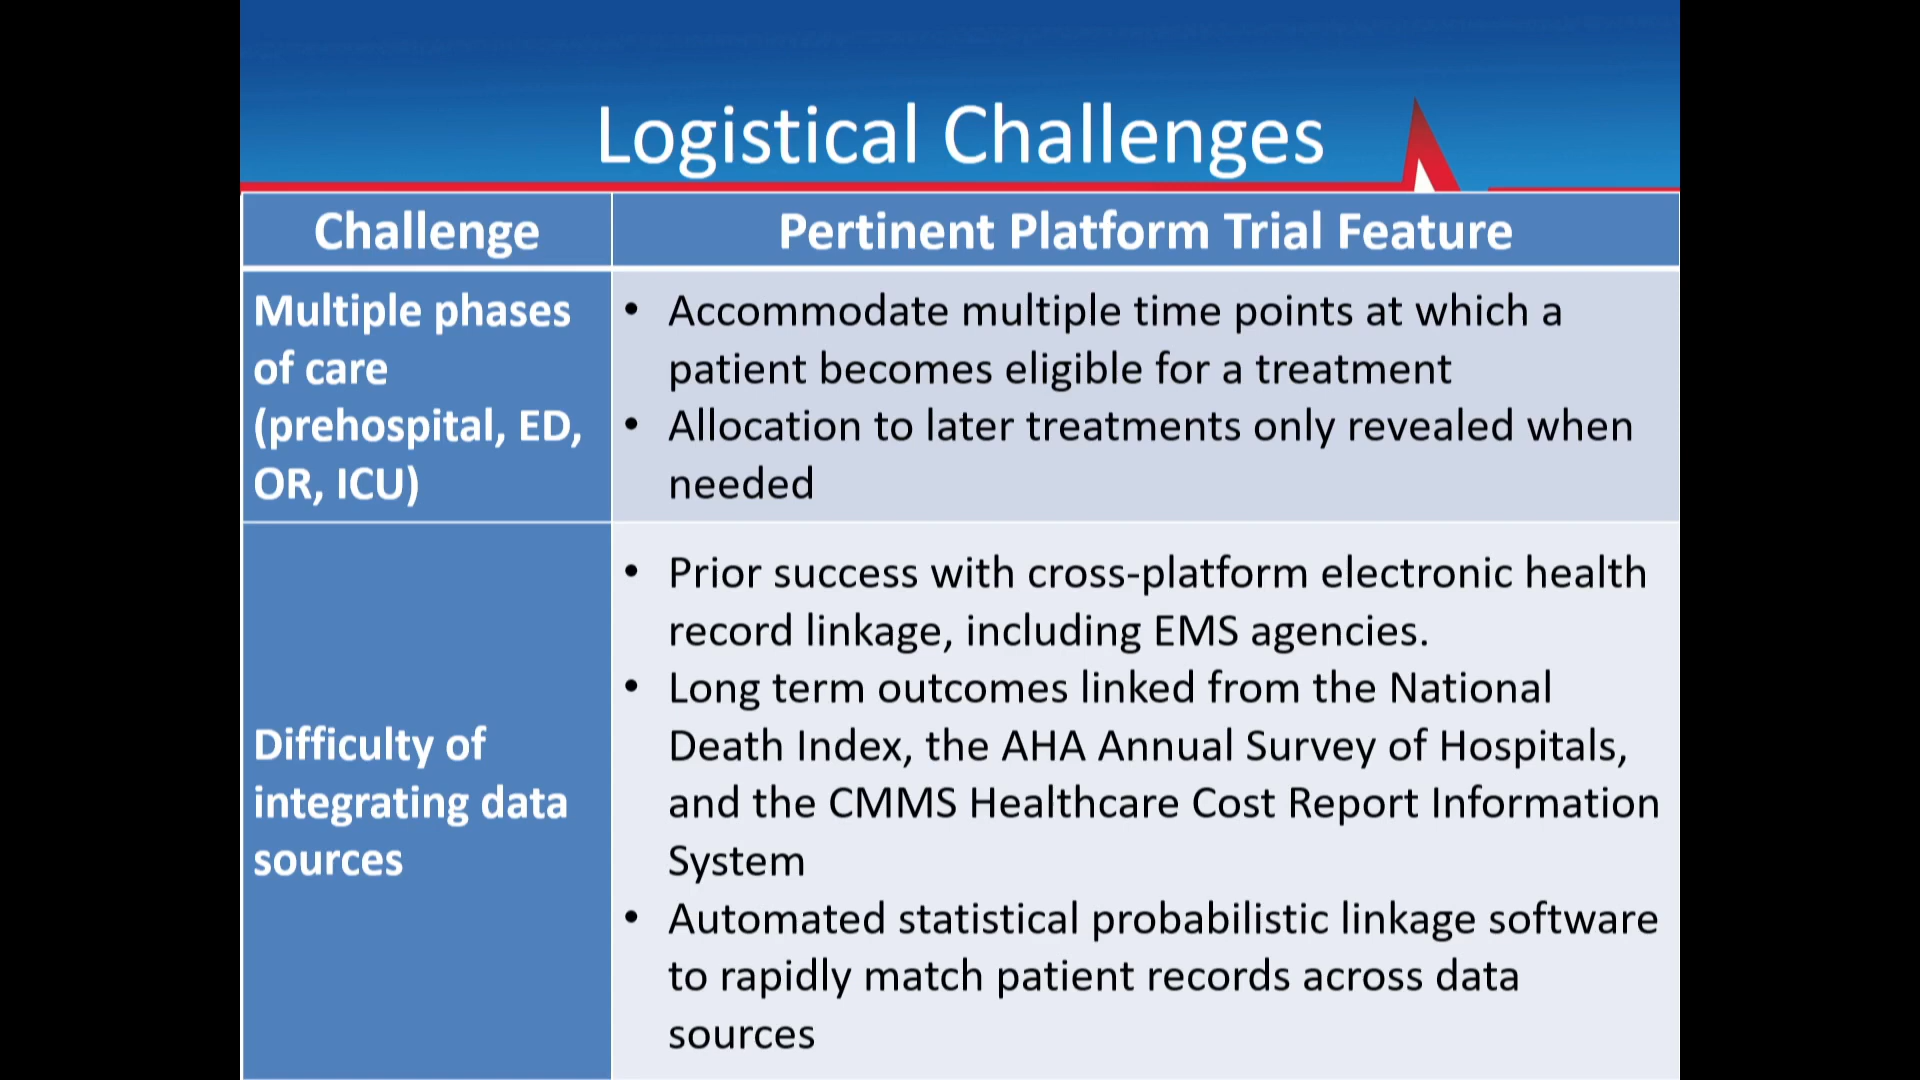 Logistical Challenges
Challenge
Pertinent Platform Trial Feature
Multiple phases
of care
(prehospital, ED,
OR, ICU)
• Accommodate multiple time points at which a
patient becomes eligible for a treatment
• Allocation to later treatments only revealed when
needed
Difficulty of
integrating data
sources
• Prior success with cross-platform electronic health
record linkage, including EMS agencies.
• Long term outcomes linked from the National
Death Index, the AHA Annual Survey of Hospitals,
and the CMMS Healthcare Cost Report Information
System
• Automated statistical probabilistic linkage software
to rapidly match patient records across data
sources